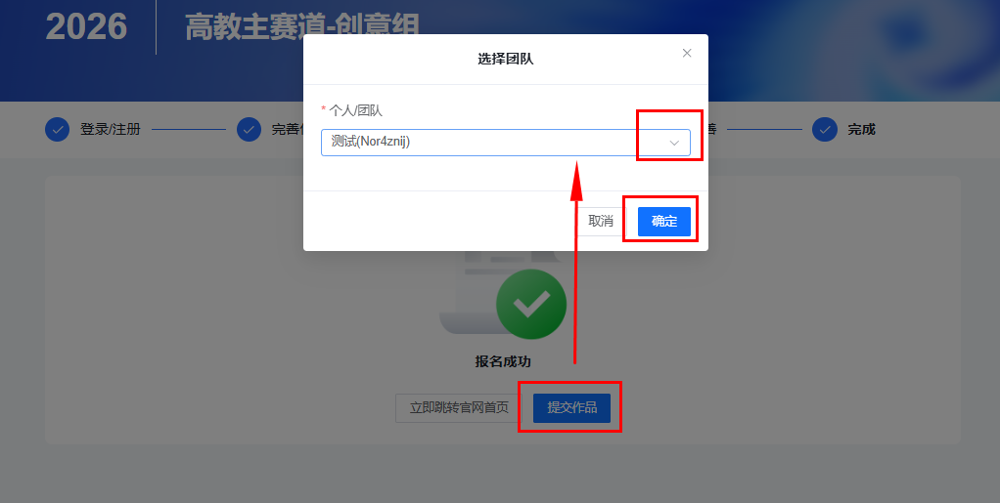 2026
高教主赛道-创意组
选择团队
* 个人/团队
测试(Nor4znij)
取消
确定
登录/注册
完善
善
完成
报名成功
立即跳转官网首页
提交作品